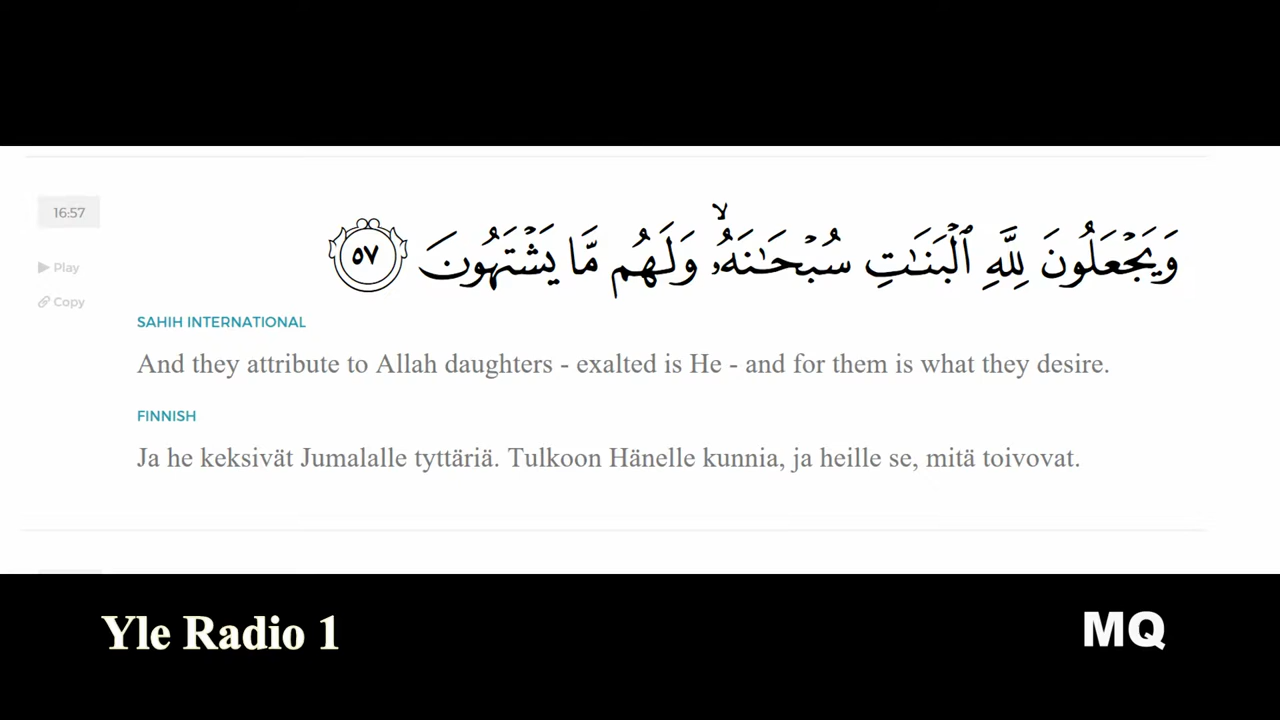 16:57
وَيَجْعَلُونَ لِلَّهِ ٱلْبَنَـٰتِ سُبْحَـٰنَهُۥ ۙ وَلَهُم مَّا يَشْتَهُونَ ٥٧
Play
Copy
SAHIH INTERNATIONAL
And they attribute to Allah daughters - exalted is He - and for them is what they desire.
FINNISH
Ja he keksivät Jumalalle tyttäriä. Tulkoon Hänelle kunnia, ja heille se, mitä toivovat.
Yle Radio 1
MQ